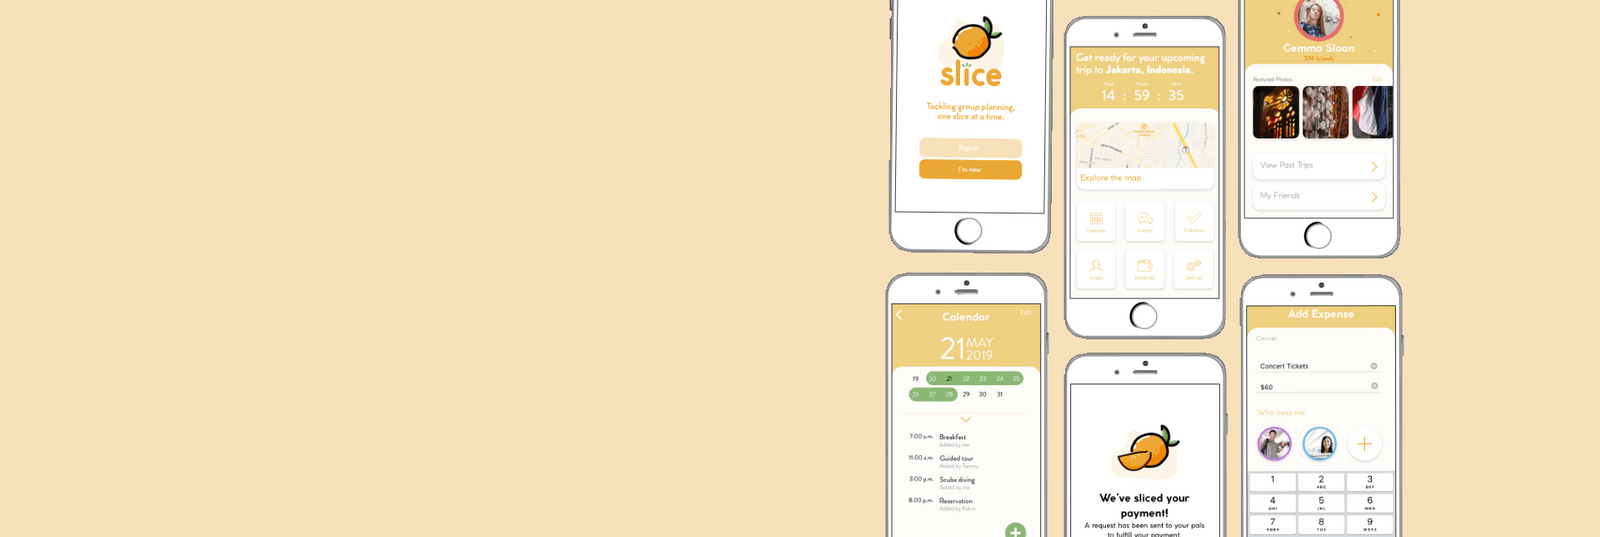 slice
Tackling group planning,
one slice at a time.
Sign in
I'm new
Get ready for your upcoming
trip to Jakarta, Indonesia.
Days Hours Mins
14 : 59 : 35
Explore the map
Calendar
Checklists
Profile
Expenses
Settings
Gemma Sloan
374 friends
Featured Photos
Edit
View Past Trips
My Friends
Calendar
Edit
21 MAY
2019
19 20 21 22 23 24 25
26 27 28 29 30 31
7:00 a.m. Breakfast
Added by me
11:00 a.m. Guided tour
Added by Tammy
3:00 p.m. Scuba diving
Added by me
8:00 p.m. Reservation
Added by Kelvin
We've sliced your
payment!
A request has been sent to your pals
to fulfill your payment.
Add Expense
Cancel
Concert Tickets
$60
Who owes me:
1 2 3
ABC DEF
4 5 6
GHI JKL MNO
7 8 9
PQRS TUV WXYZ